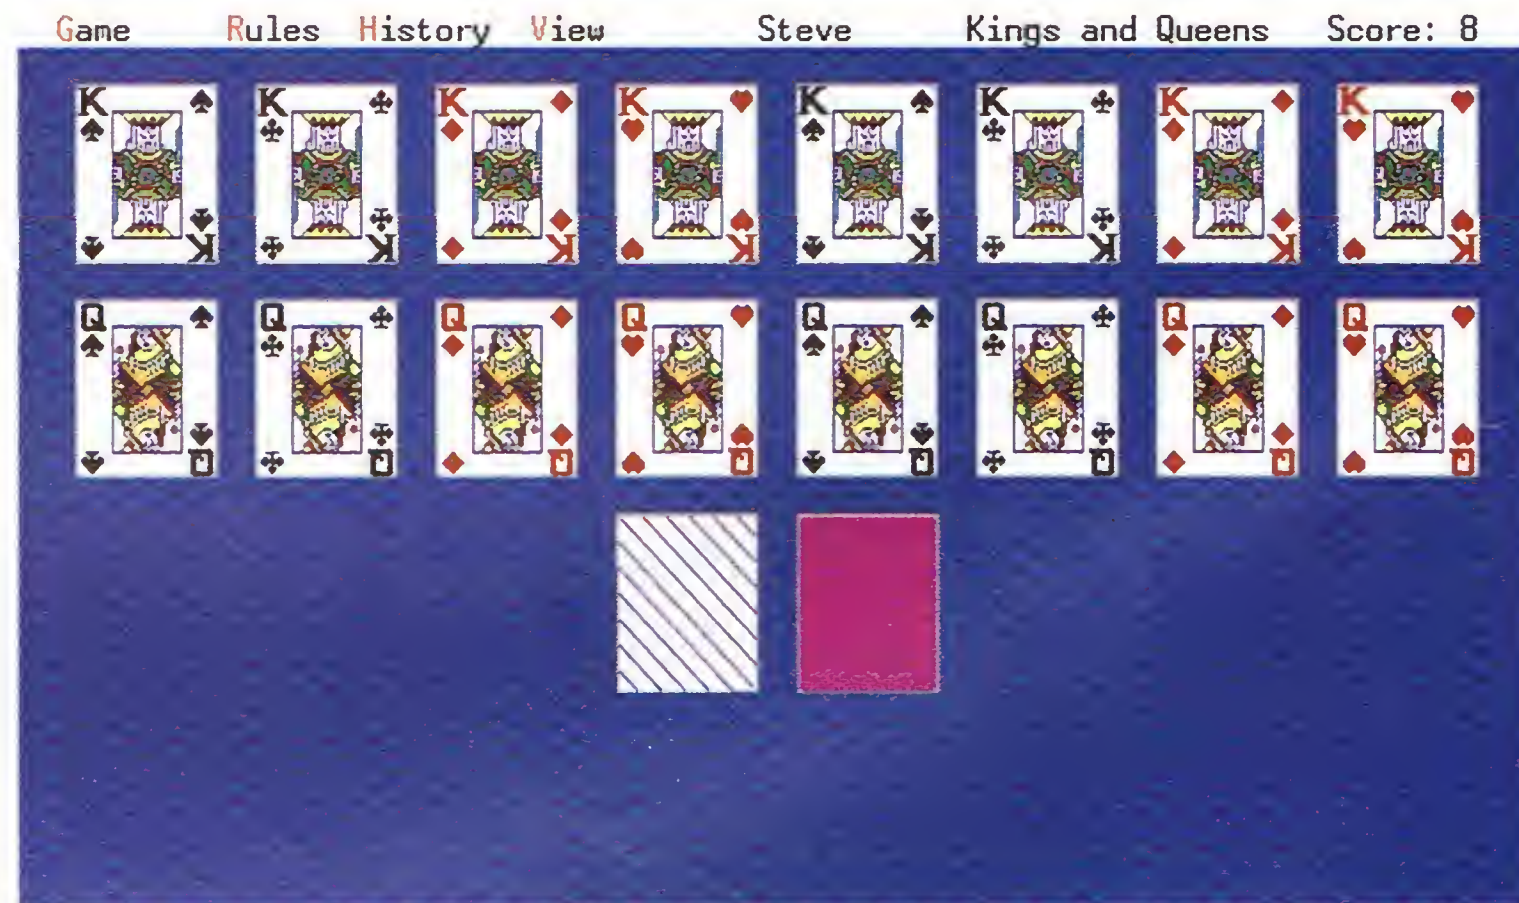 Game Rules History View Steve Kings and Queens Score: 8
K K K K K K K K
K K K K K K K K
Q Q Q Q Q Q Q Q
Q Q Q Q Q Q Q Q